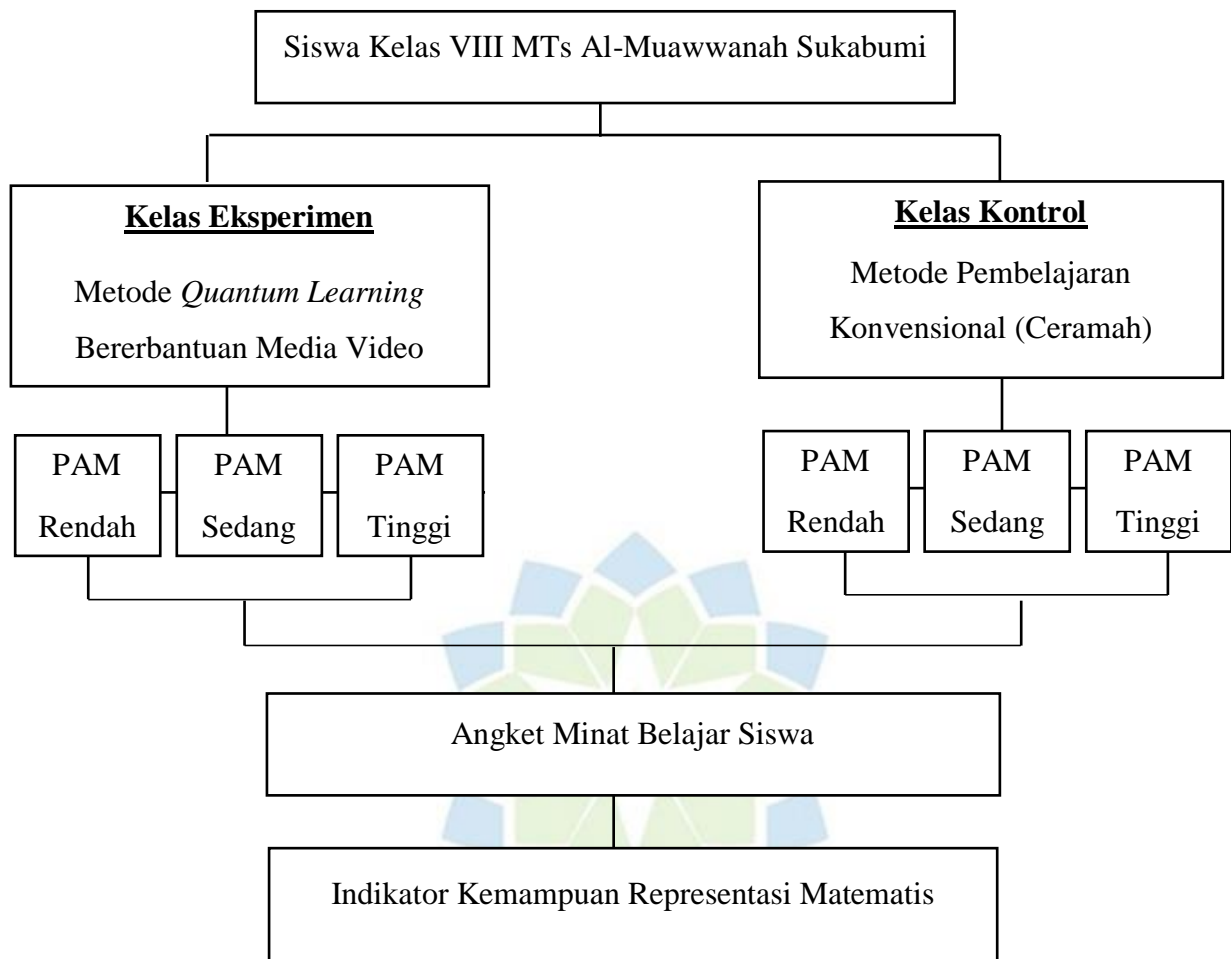 Siswa Kelas VIII MTs Al-Muawwanah Sukabumi
Kelas Eksperimen
Metode Quantum Learning
Bererbantuan Media Video
Kelas Kontrol
Metode Pembelajaran
Konvensional (Ceramah)
PAM
Rendah
PAM
Sedang
PAM
Tinggi
PAM
Rendah
PAM
Sedang
PAM
Tinggi
Angket Minat Belajar Siswa
Indikator Kemampuan Representasi Matematis